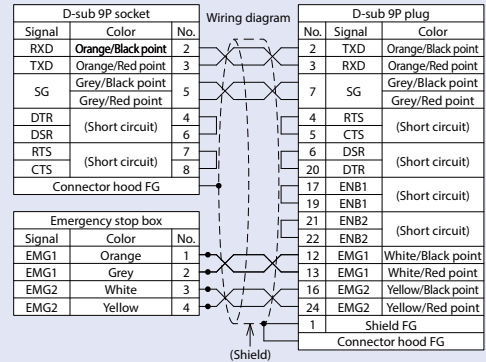 D-sub 9P socket
Signal Color No.
RXD Orange/Black point 2
TXD Orange/Red point 3
SG Grey/Black point 5
Grey/Red point
DTR (Short circuit) 4
DSR 6
RTS (Short circuit) 7
CTS 8
Connector hood FG
Emergency stop box
Signal Color No.
EMG1 Orange 1
EMG1 Grey 2
EMG2 White 3
EMG2 Yellow 4
Wiring diagram
(Shield)
D-sub 9P plug
No. Signal Color
2 TXD Orange/Black point
3 RXD Orange/Red point
7 SG Grey/Black point
Grey/Red point
4 RTS (Short circuit)
5 CTS
6 DSR (Short circuit)
20 DTR
17 ENB1 (Short circuit)
19 ENB1
21 ENB2 (Short circuit)
22 ENB2
12 EMG1 White/Black point
13 EMG1 White/Red point
16 EMG2 Yellow/Black point
24 EMG2 Yellow/Red point
1 Shield FG
Connector hood FG